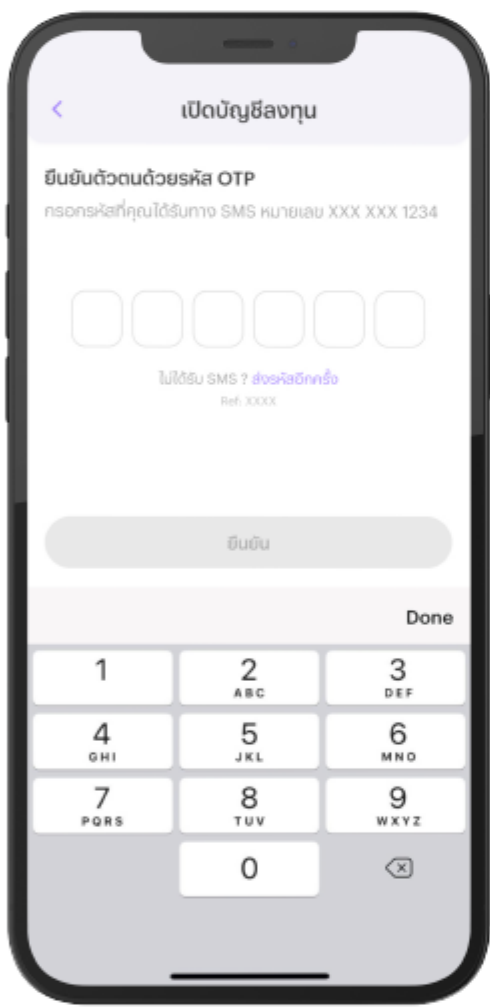 เปิดบัญชีลงทุน
ยืนยันตัวตนด้วยรหัส OTP
กรอกรหัสที่คุณได้รับทาง SMS หมายเลข XXX XXX 1234
ไม่ได้รับ SMS ? ส่งรหัสอีกครั้ง
Ref: XXXX
ยืนยัน
Done
1 2 3
ABC DEF
4 5 6
GHI JKL MNO
7 8 9
PQRS TUV WXYZ
0